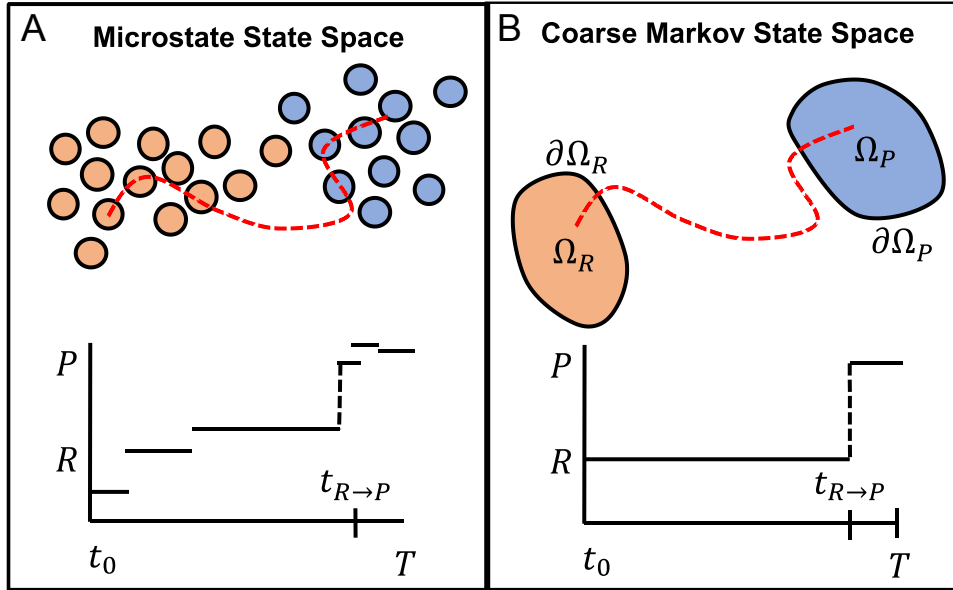 A
Microstate State Space
P
R
t_{R→P}
t_0
T
B
Coarse Markov State Space
∂Ω_R
Ω_P
Ω_R
∂Ω_P
P
R
t_{R→P}
t_0
T